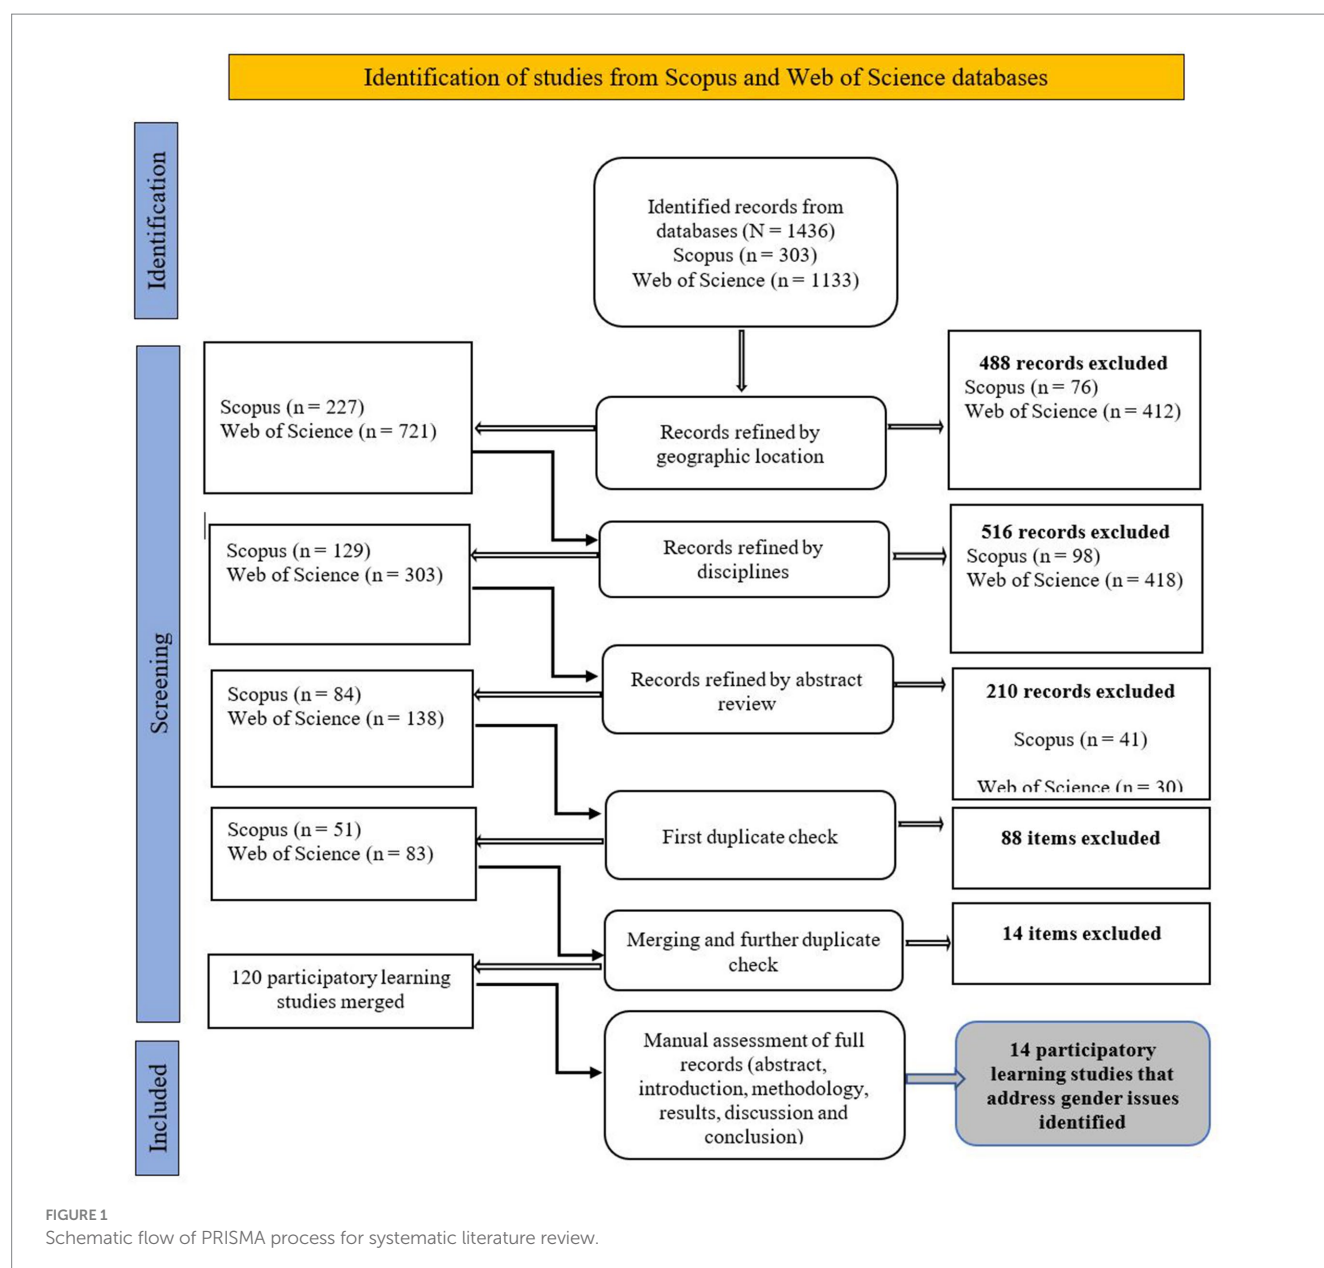 Identification of studies from Scopus and Web of Science databases
Identification
Identified records from
databases (N = 1436)
Scopus (n = 303)
Web of Science (n = 1133)
Screening
Scopus (n = 227)
Web of Science (n = 721)
Records refined by
geographic location
488 records excluded
Scopus (n = 76)
Web of Science (n = 412)
Scopus (n = 129)
Web of Science (n = 303)
Records refined by
disciplines
516 records excluded
Scopus (n = 98)
Web of Science (n = 418)
Scopus (n = 84)
Web of Science (n = 138)
Records refined by abstract
review
210 records excluded
Scopus (n = 41)
Web of Science (n = 30)
Scopus (n = 51)
Web of Science (n = 83)
First duplicate check
88 items excluded
Merging and further duplicate
check
14 items excluded
120 participatory learning
studies merged
Included
Manual assessment of full
records (abstract,
introduction, methodology,
results, discussion and
conclusion)
14 participatory
learning studies that
address gender issues
identified
FIGURE 1
Schematic flow of PRISMA process for systematic literature review.